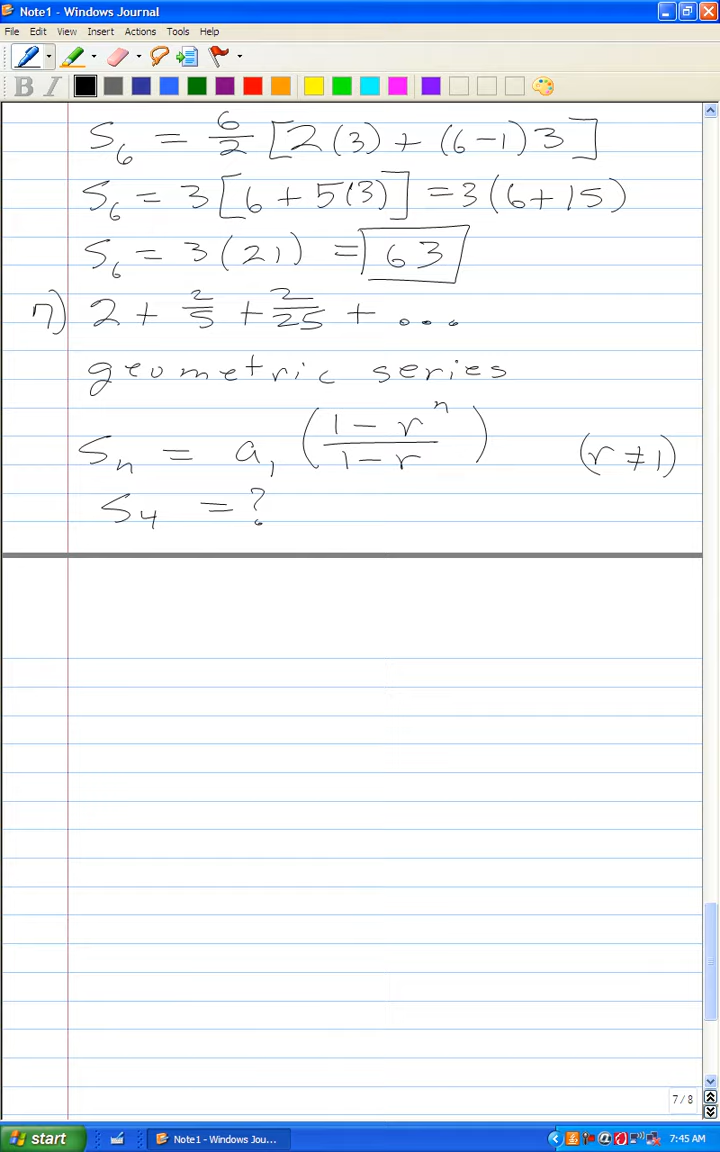 Note1 - Windows Journal
File Edit View Insert Actions Tools Help
B I
S₆ = 6/2 [2(3) + (6-1)3]
S₆ = 3[6 + 5(3)] = 3(6+15)
S₆ = 3(21) = 63
7) 2 + 2/5 + 2/25 + ...
geometric series
Sₙ = a₁ ((1 - rⁿ)/(1 - r)) (r ≠ 1)
S₄ = ?
7 / 8
start Note1 - Windows Jou... 7:45 AM